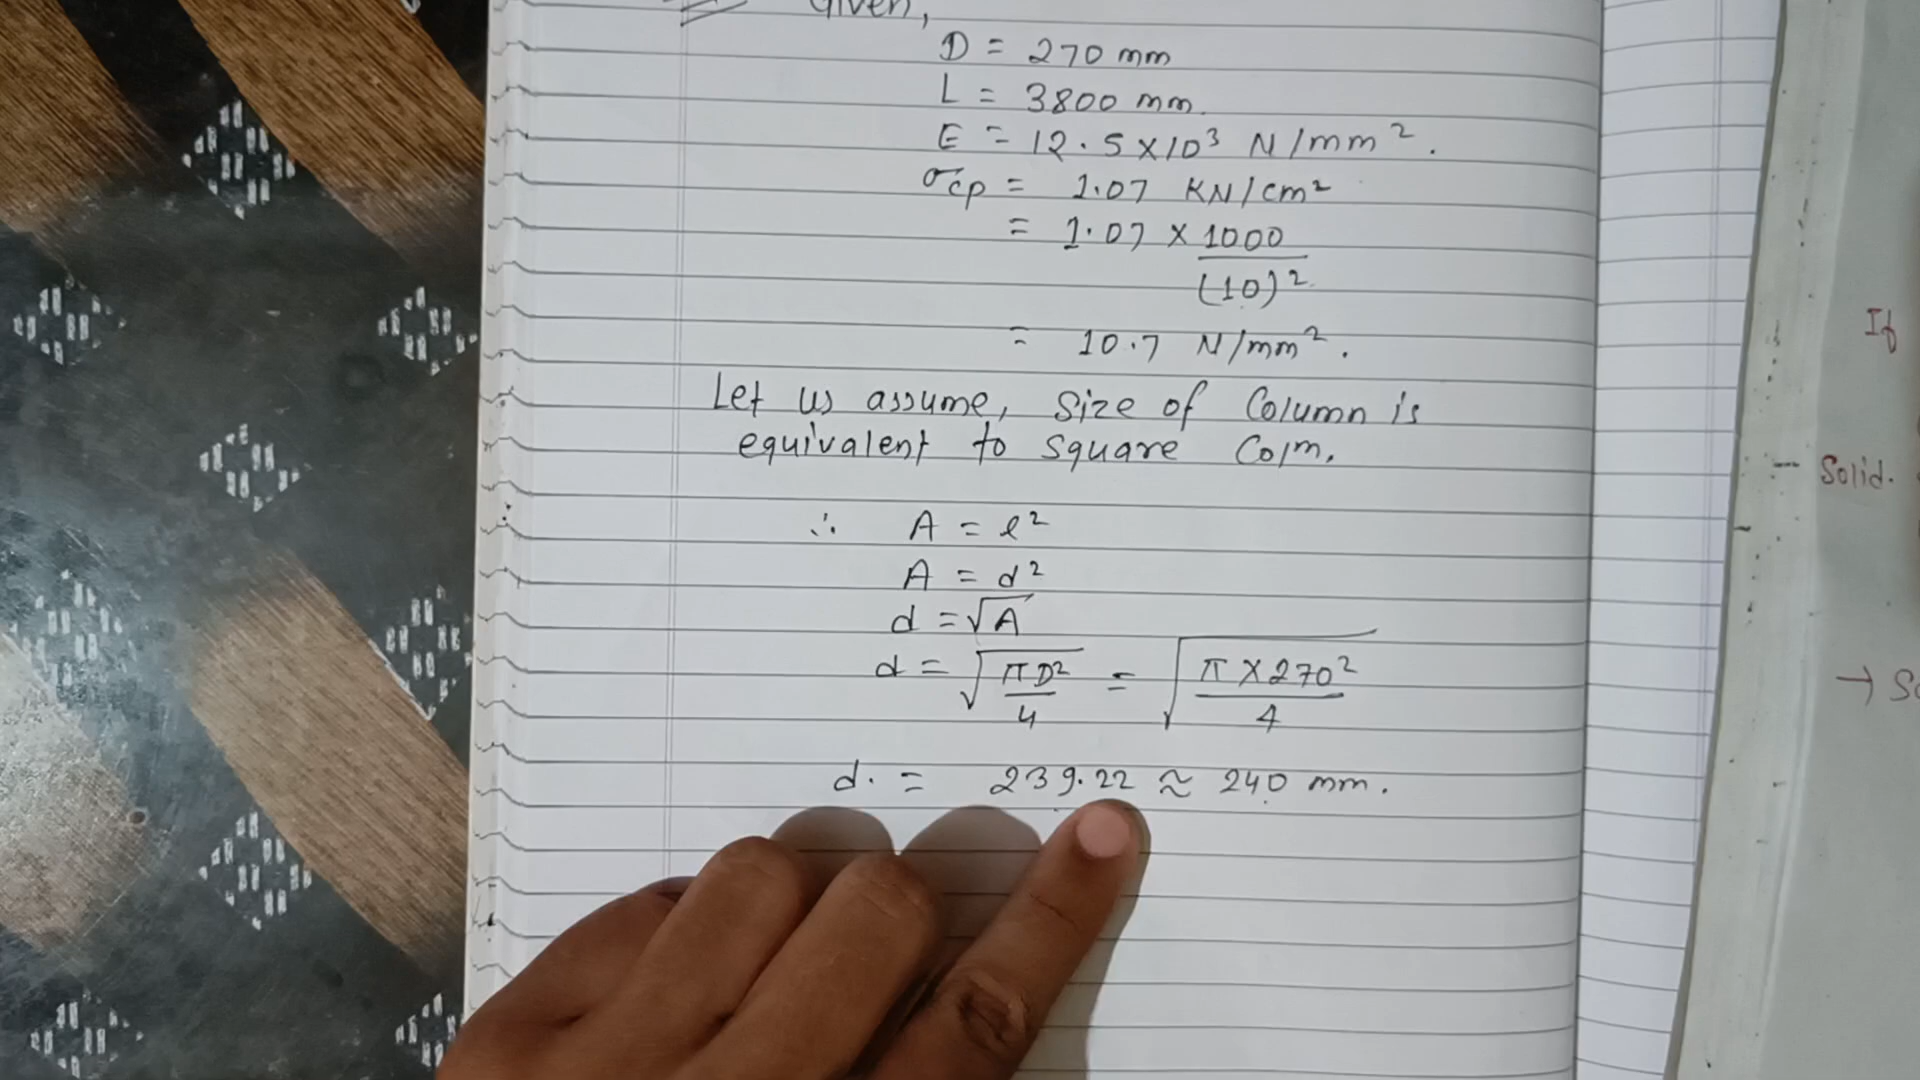 Given,
D = 270 mm
L = 3800 mm.
E = 12.5×10³ N/mm².
σcp = 1.07 KN/cm²
= 1.07 × 1000
(10)²
= 10.7 N/mm².
Let us assume, Size of Column is
equivalent to square Colm.
∴ A = l²
A = d²
d = √A
d = √πD²/4 = √π×270²/4
d. = 239.22 ≈ 240 mm.
If
- Solid.